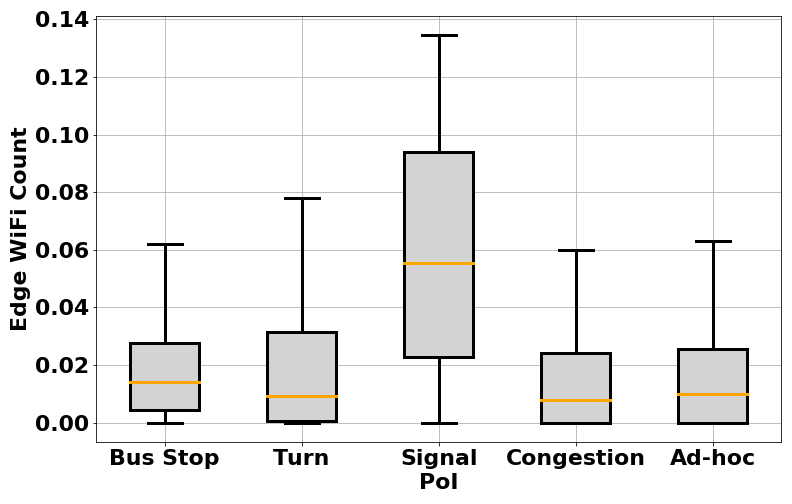 0.14
0.12
0.10
0.08
0.06
0.04
0.02
0.00
Edge WiFi Count
Bus Stop
Turn
Signal
Congestion
Ad-hoc
PoI